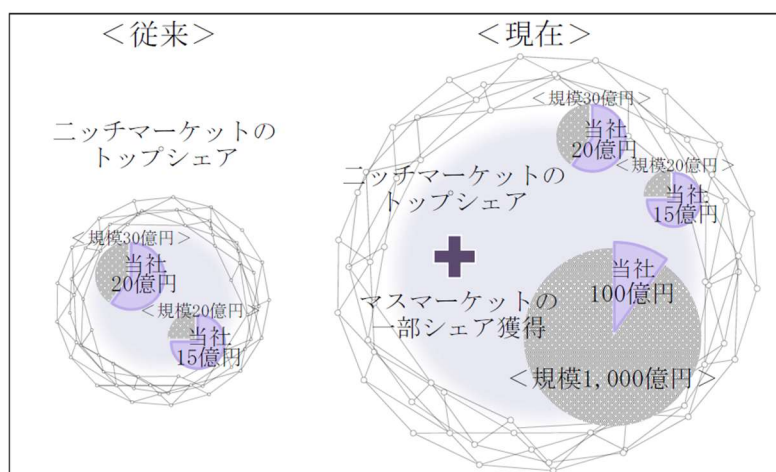 ＜従来＞
ニッチマーケットの
トップシェア
＜規模30億円＞
当社
20億円
＜規模20億円＞
当社
15億円
＜現在＞
＜規模30億円＞
当社
20億円
＜規模20億円＞
当社
15億円
ニッチマーケットの
トップシェア
マスマーケットの
一部シェア獲得
当社
100億円
＜規模1,000億円＞